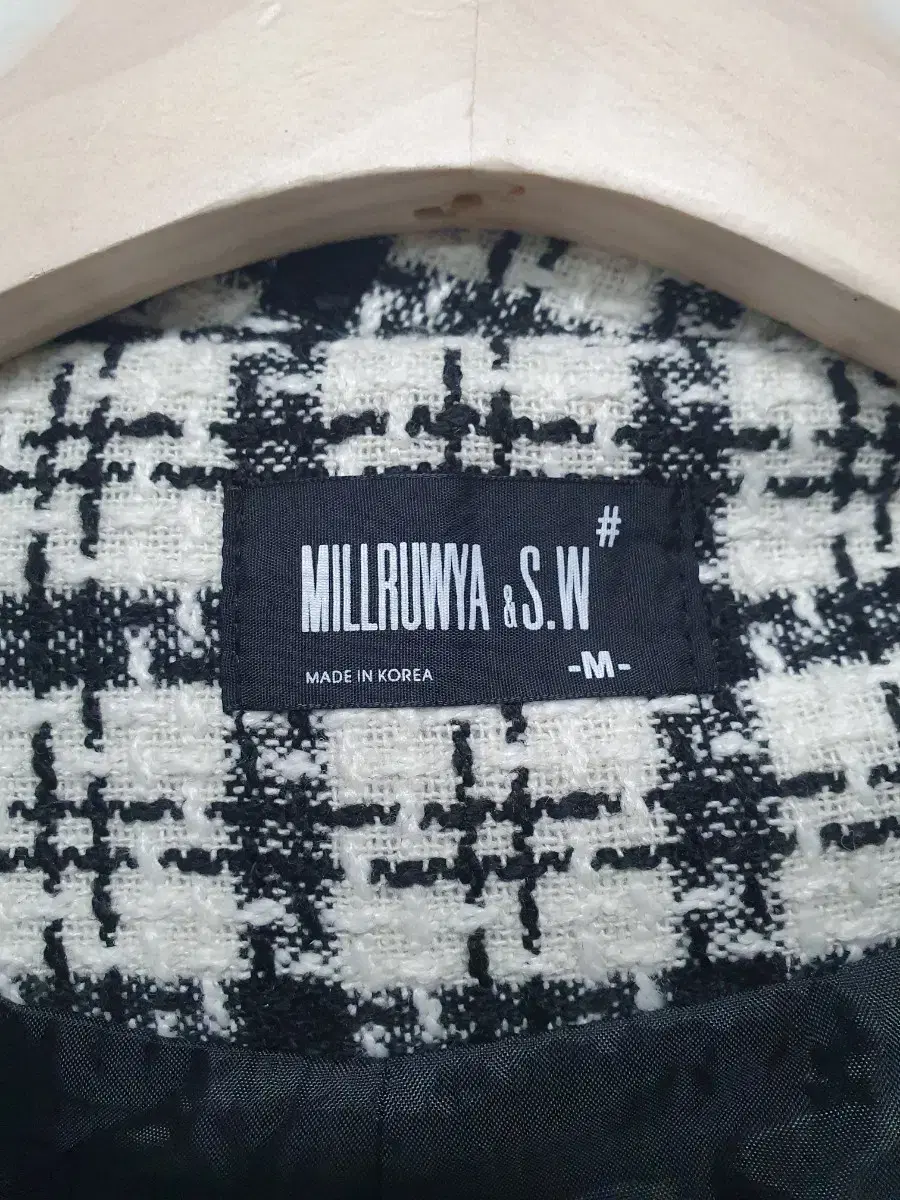 #
MILLRUWYA & S.W
MADE IN KOREA -M-